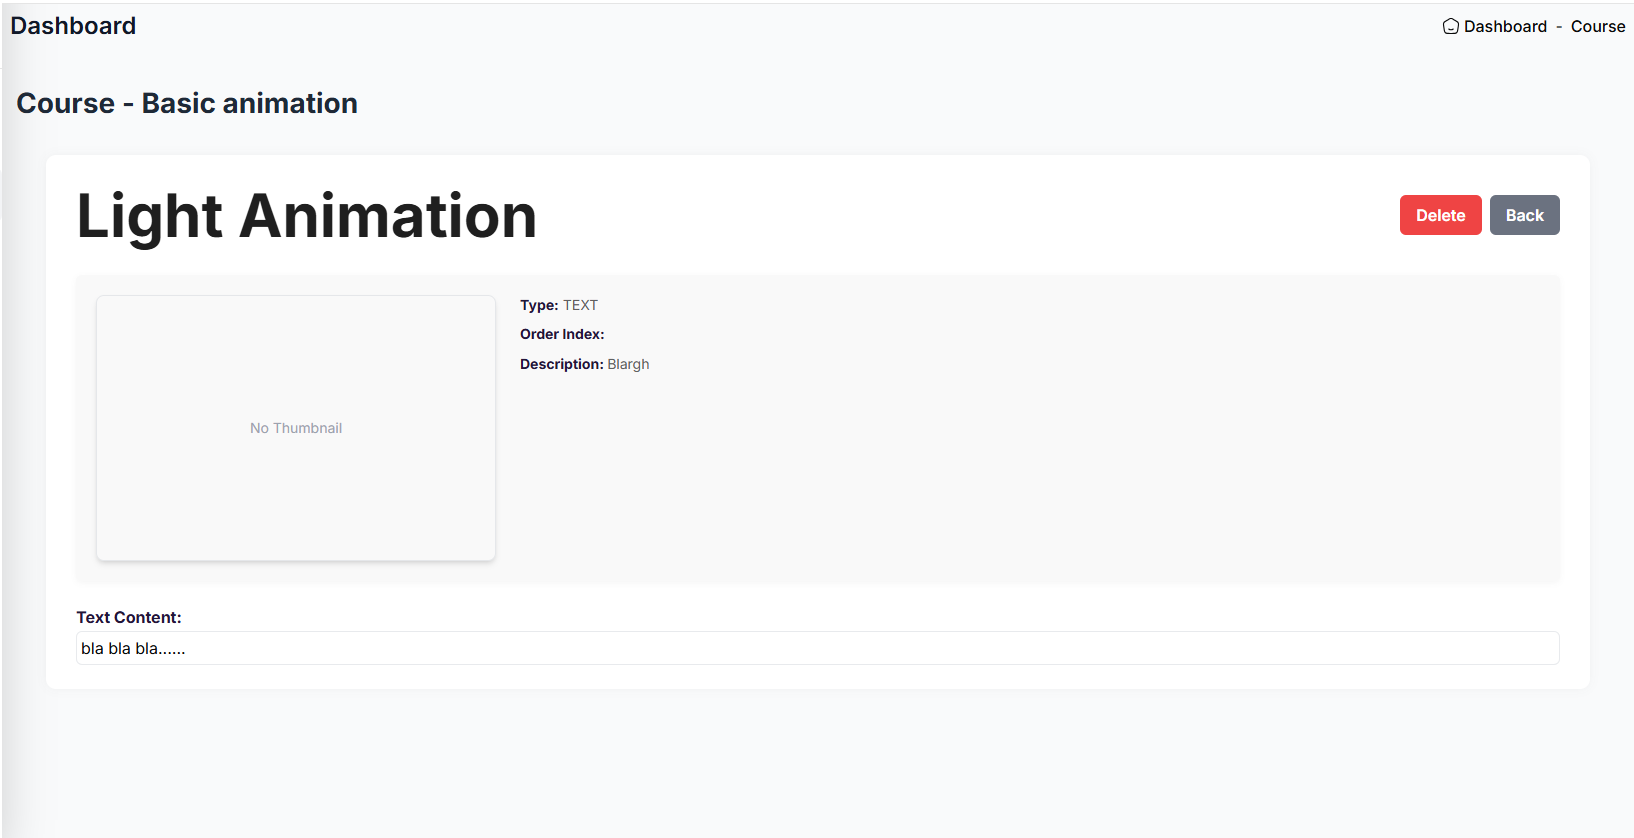 Dashboard
Dashboard - Course
Course - Basic animation
Light Animation
Delete
Back
No Thumbnail
Type: TEXT
Order Index:
Description: Blargh
Text Content:
bla bla bla......